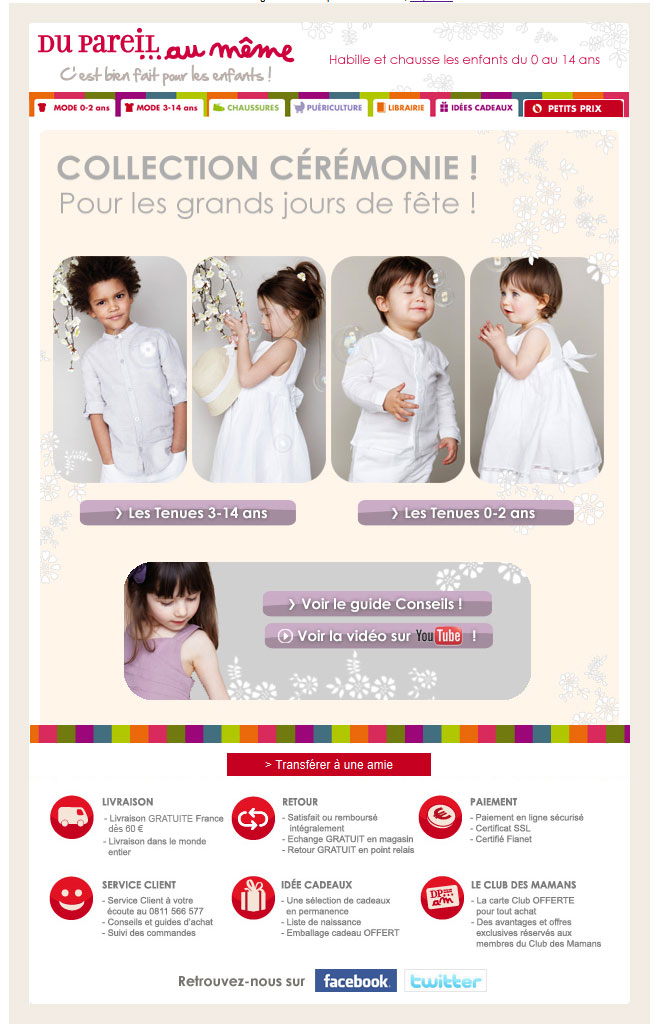 DU PAREIL
...au même
C'est bien fait pour les enfants !
Habille et chausse les enfants du 0 au 14 ans
MODE 0-2 ans
MODE 3-14 ans
CHAUSSURES
PUÉRICULTURE
LIBRAIRIE
IDÉES CADEAUX
PETITS PRIX
COLLECTION CÉRÉMONIE !
Pour les grands jours de fête !
Les Tenues 3-14 ans
Les Tenues 0-2 ans
Voir le guide Conseils !
Voir la vidéo sur YouTube !
> Transférer à une amie
LIVRAISON
- Livraison GRATUITE France
dès 60 €
- Livraison dans le monde
entier
RETOUR
- Satisfait ou remboursé
intégralement
- Echange GRATUIT en magasin
- Retour GRATUIT en point relais
PAIEMENT
- Paiement en ligne sécurisé
- Certificat SSL
- Certifié Fianet
SERVICE CLIENT
- Service Client à votre
écoute au 0811 566 577
- Conseils et guides d'achat
- Suivi des commandes
IDÉE CADEAUX
- Une sélection de cadeaux
en permanence
- Liste de naissance
- Emballage cadeau OFFERT
DP...
am
LE CLUB DES MAMANS
- La carte Club OFFERTE
pour tout achat
- Des avantages et offres
exclusives réservés aux
membres du Club des Mamans
Retrouvez-nous sur
facebook
twitter